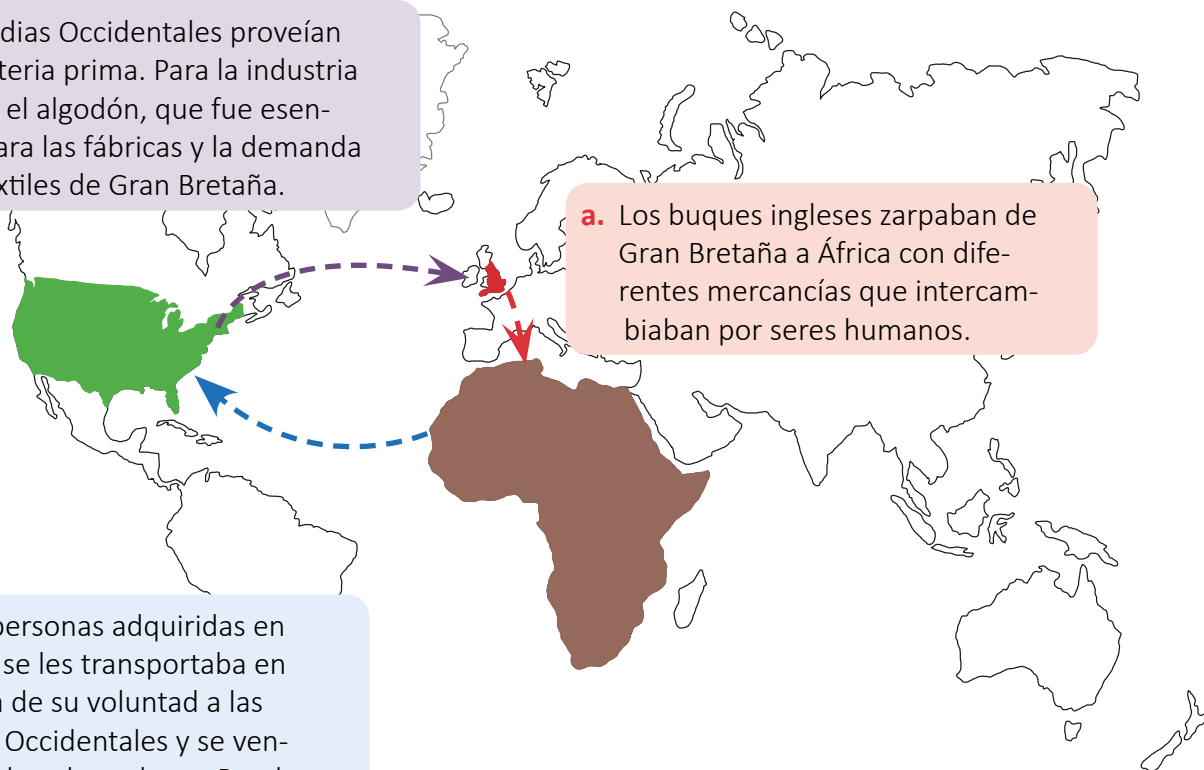 dias Occidentales proveían
teria prima. Para la industria
el algodón, que fue esen-
ara las fábricas y la demanda
xtiles de Gran Bretaña.
a. Los buques ingleses zarpaban de
Gran Bretaña a África con dife-
rentes mercancías que intercam-
biaban por seres humanos.
personas adquiridas en
se les transportaba en
de su voluntad a las
Occidentales y se ven-